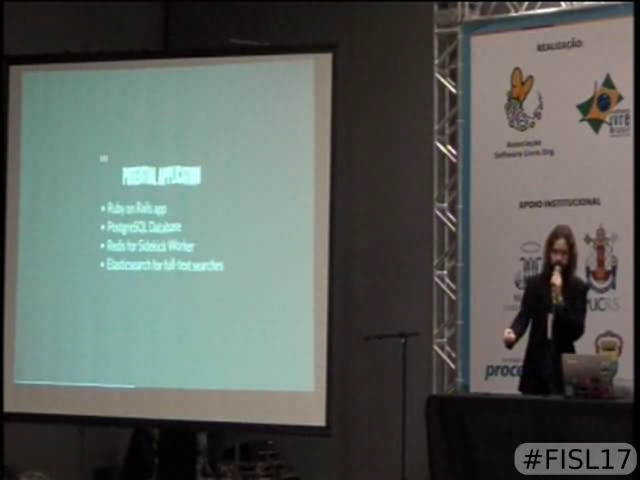 POTENTIAL APPLICATION
• Ruby on Rails app
• PostgreSQL Database
• Redis for Sidekick Worker
• Elasticsearch for full-text searches
REALIZAÇÃO:
Associação
Software Livre.Org
APOIO INSTITUCIONAL
PUCRS
#FISL17